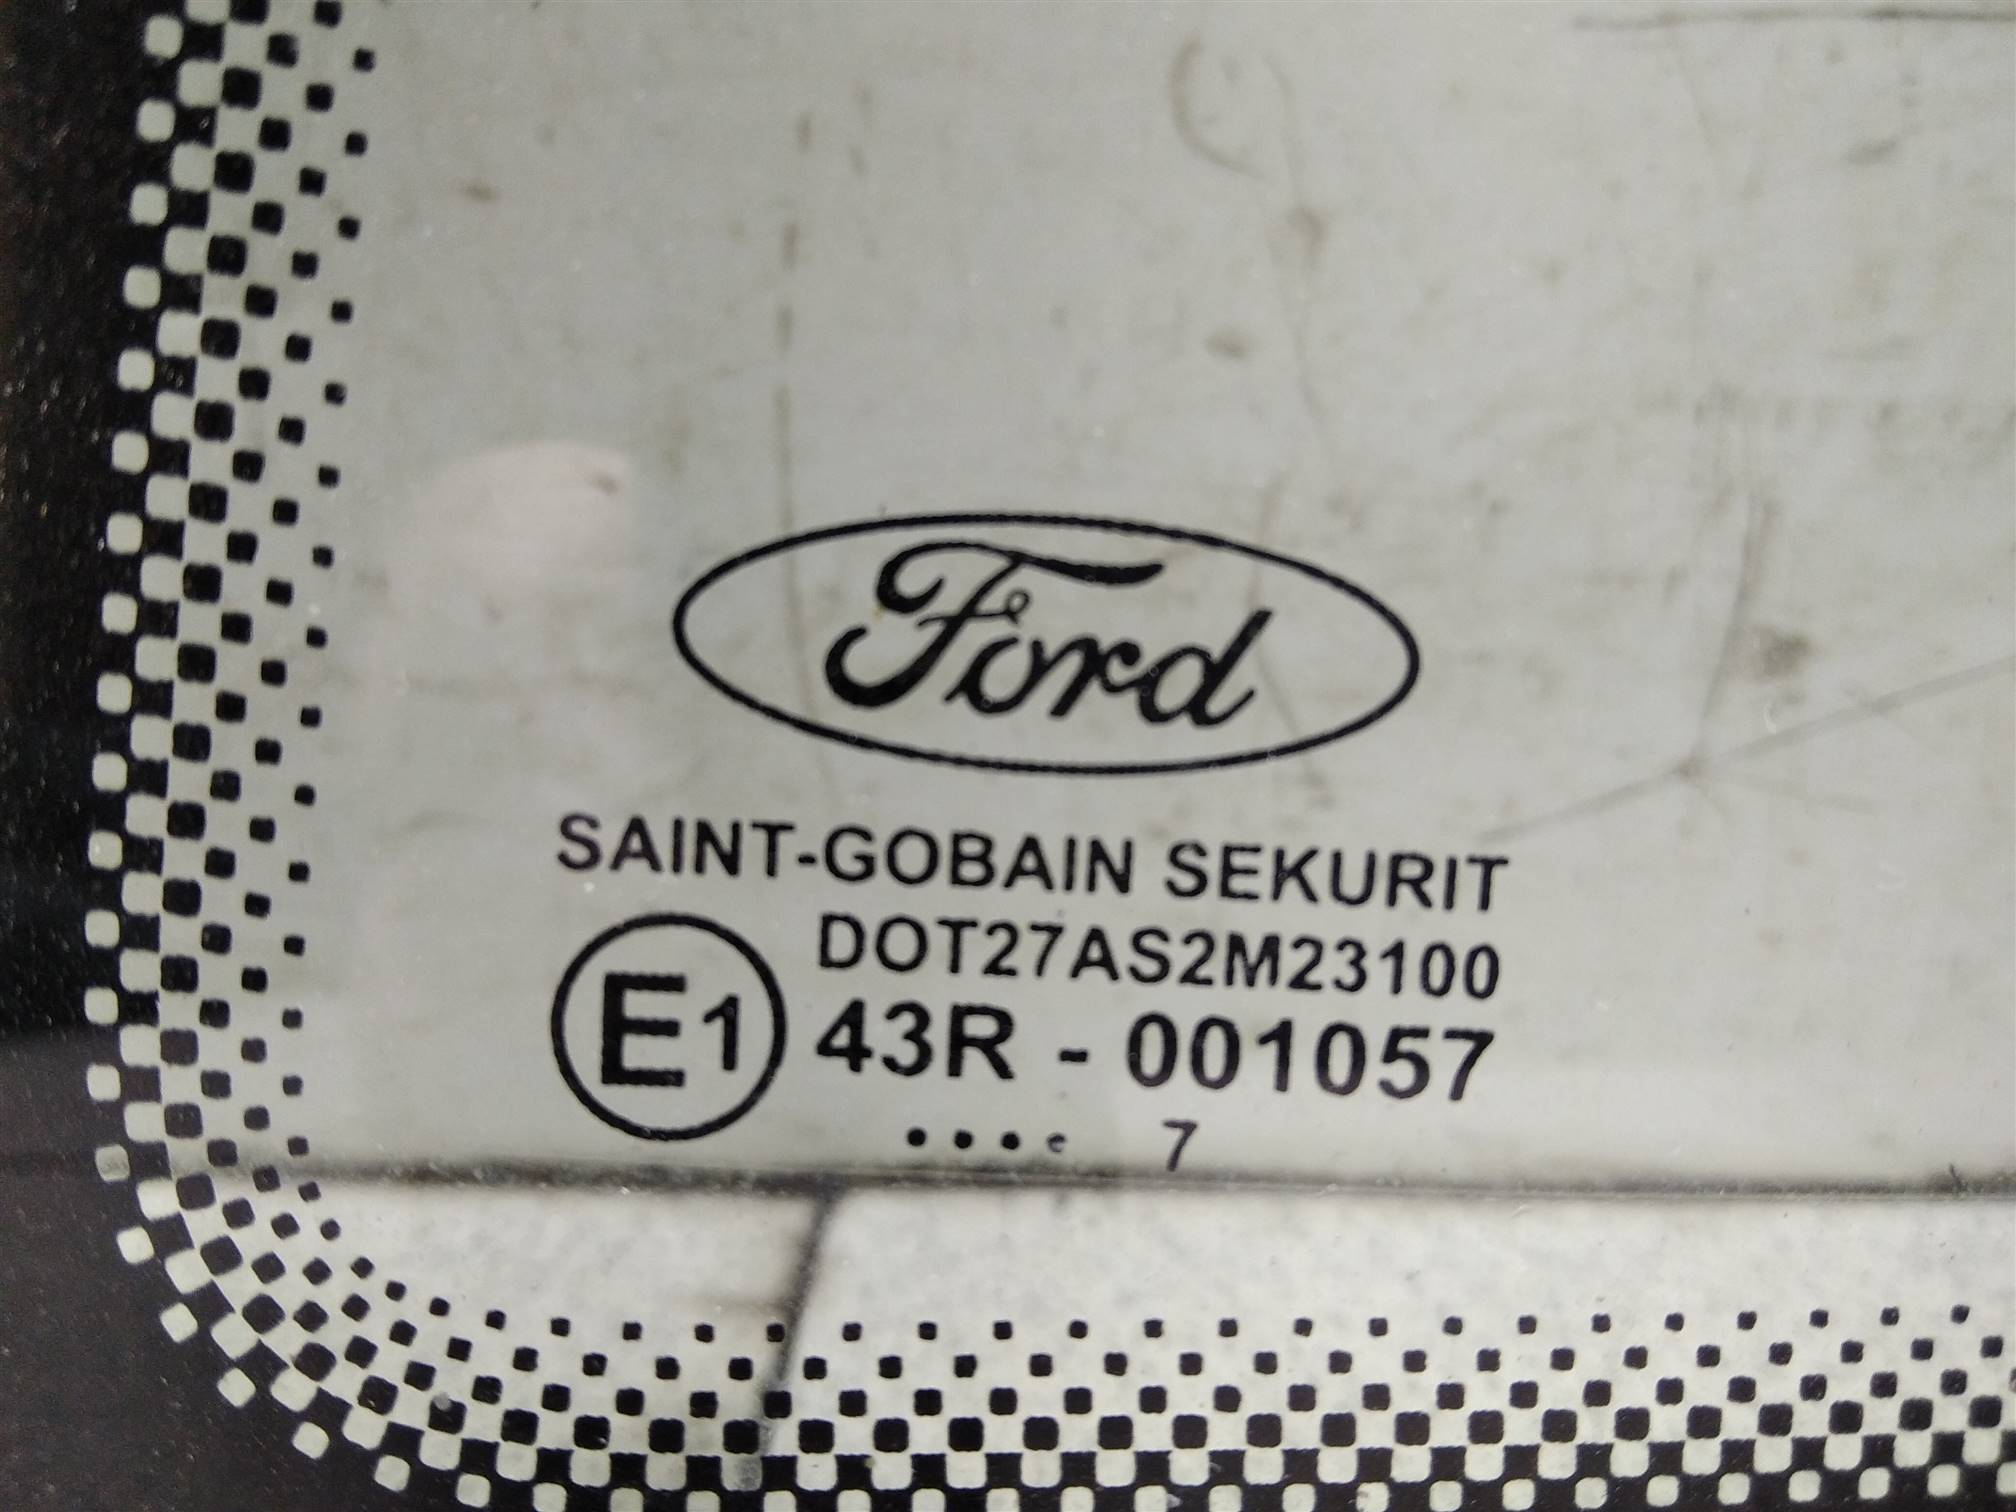 Ford
SAINT-GOBAIN SEKURIT
DOT27AS2M23100
E1 43R - 001057
•••e 7